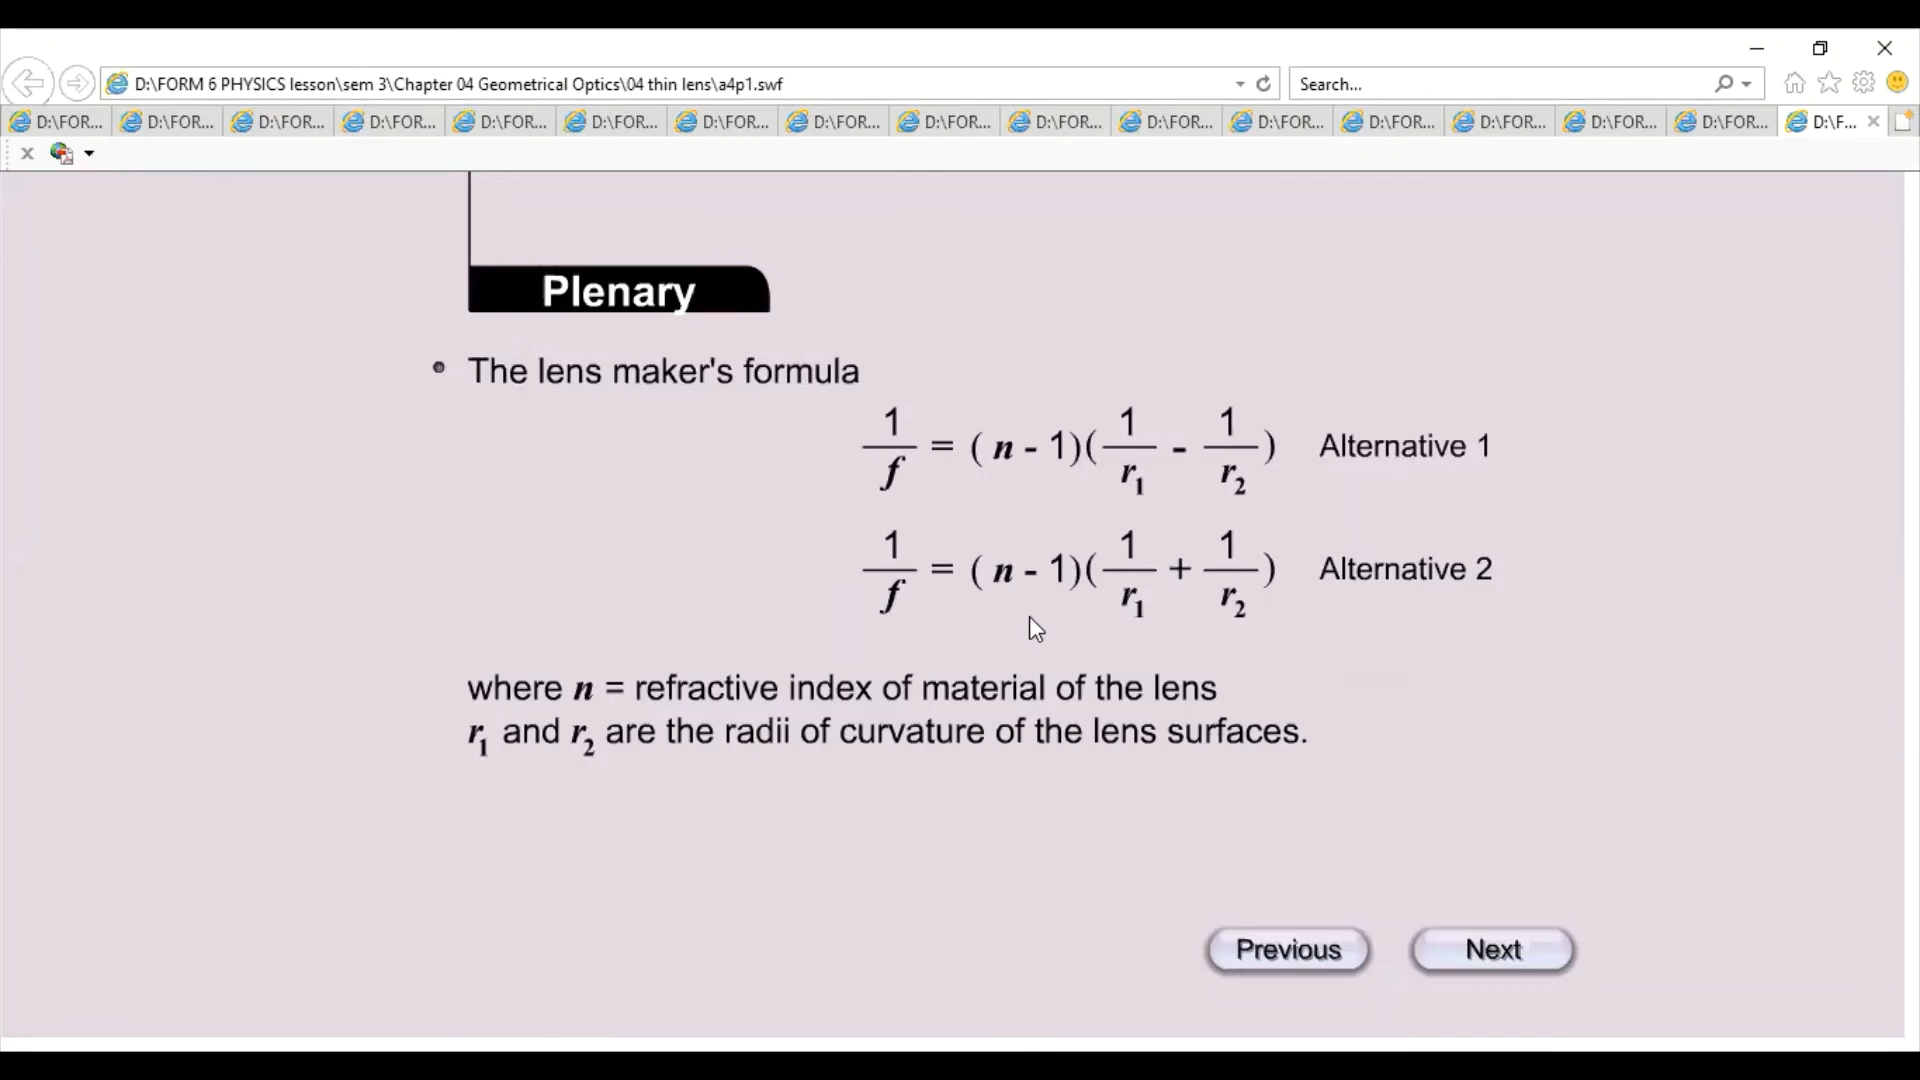 D:\FORM 6 PHYSICS lesson\sem 3\Chapter 04 Geometrical Optics\04 thin lens\a4p1.swf
Search...
D:\FOR... D:\FOR... D:\FOR... D:\FOR... D:\FOR... D:\FOR... D:\FOR... D:\FOR... D:\FOR... D:\FOR... D:\FOR... D:\FOR... D:\FOR... D:\FOR... D:\FOR... D:\FOR... D:\F...
Plenary
• The lens maker's formula
1/f = (n - 1)(1/r₁ - 1/r₂) Alternative 1
1/f = (n - 1)(1/r₁ + 1/r₂) Alternative 2
where n = refractive index of material of the lens
r₁ and r₂ are the radii of curvature of the lens surfaces.
Previous Next